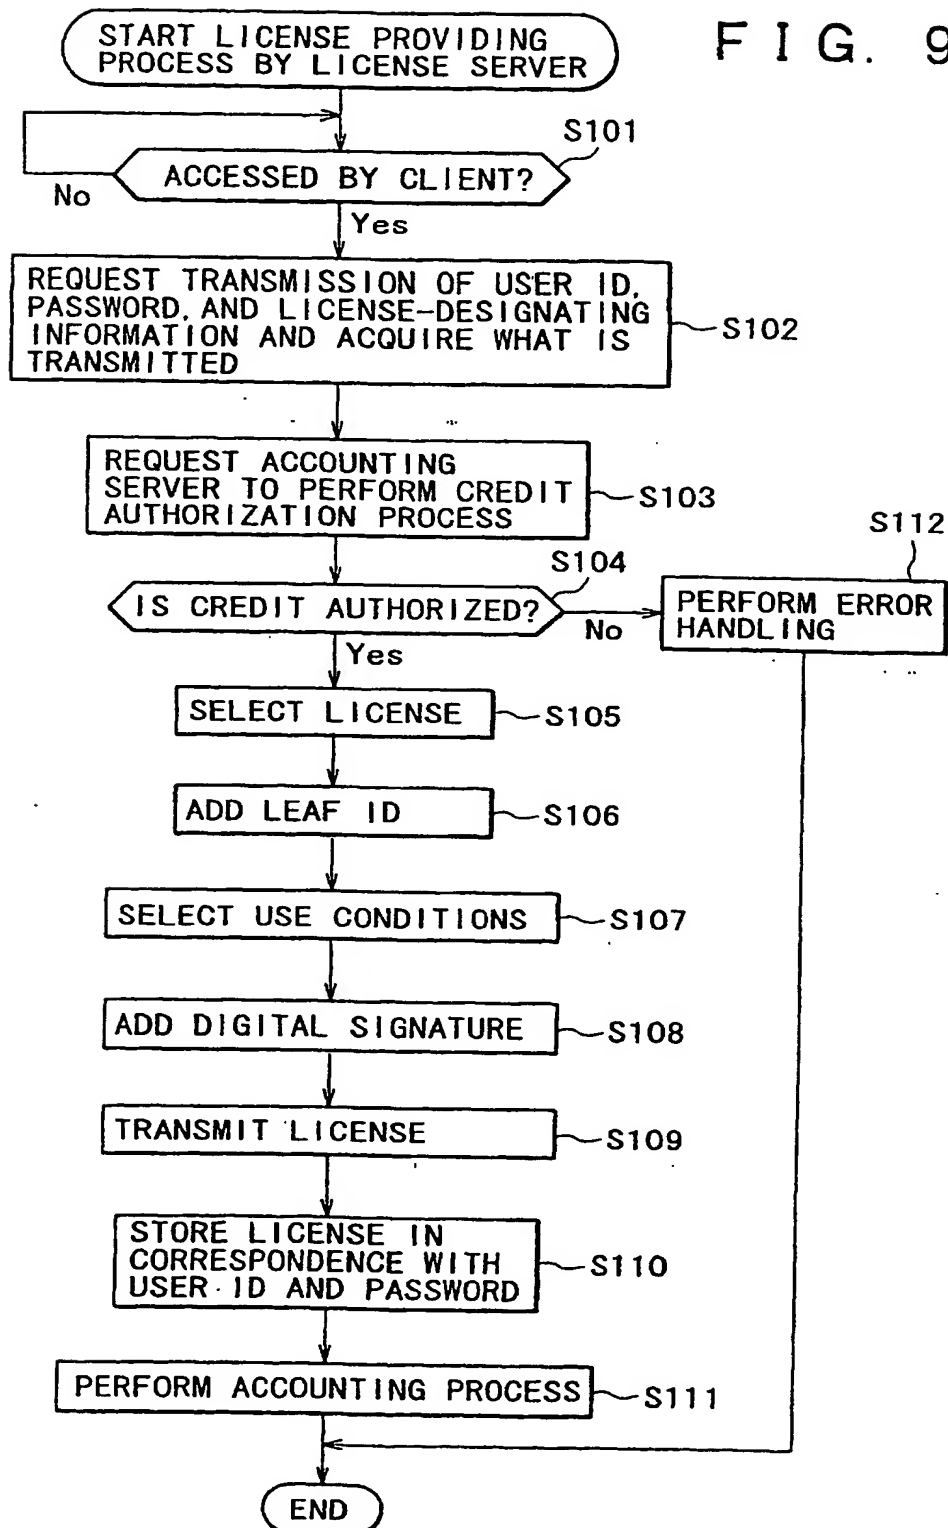 FIG. 9
START LICENSE PROVIDING
PROCESS BY LICENSE SERVER
S101
ACCESSED BY CLIENT?
No
Yes
REQUEST TRANSMISSION OF USER ID,
PASSWORD, AND LICENSE-DESIGNATING
INFORMATION AND ACQUIRE WHAT IS
TRANSMITTED
S102
REQUEST ACCOUNTING
SERVER TO PERFORM CREDIT
AUTHORIZATION PROCESS
S103
S104
IS CREDIT AUTHORIZED?
No
Yes
S112
PERFORM ERROR
HANDLING
SELECT LICENSE
S105
ADD LEAF ID
S106
SELECT USE CONDITIONS
S107
ADD DIGITAL SIGNATURE
S108
TRANSMIT LICENSE
S109
STORE LICENSE IN
CORRESPONDENCE WITH
USER ID AND PASSWORD
S110
PERFORM ACCOUNTING PROCESS
S111
END